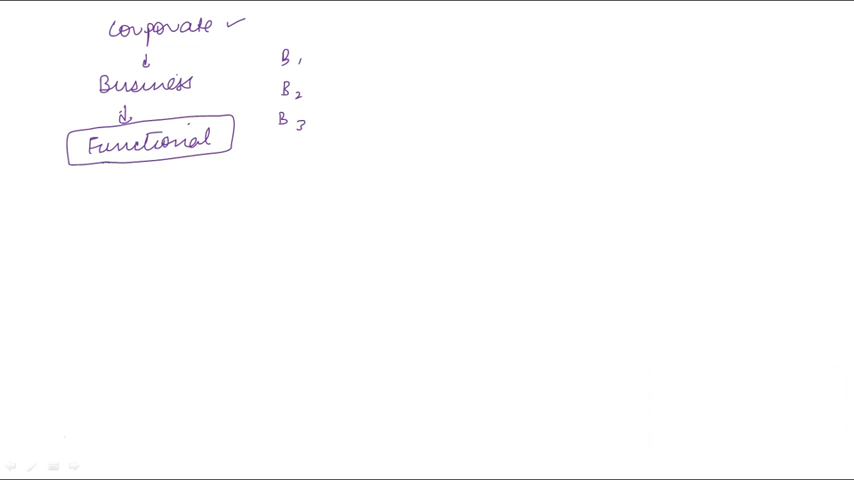 Corporate ✓
↓
Business
↓
Functional
B1
B2
B3